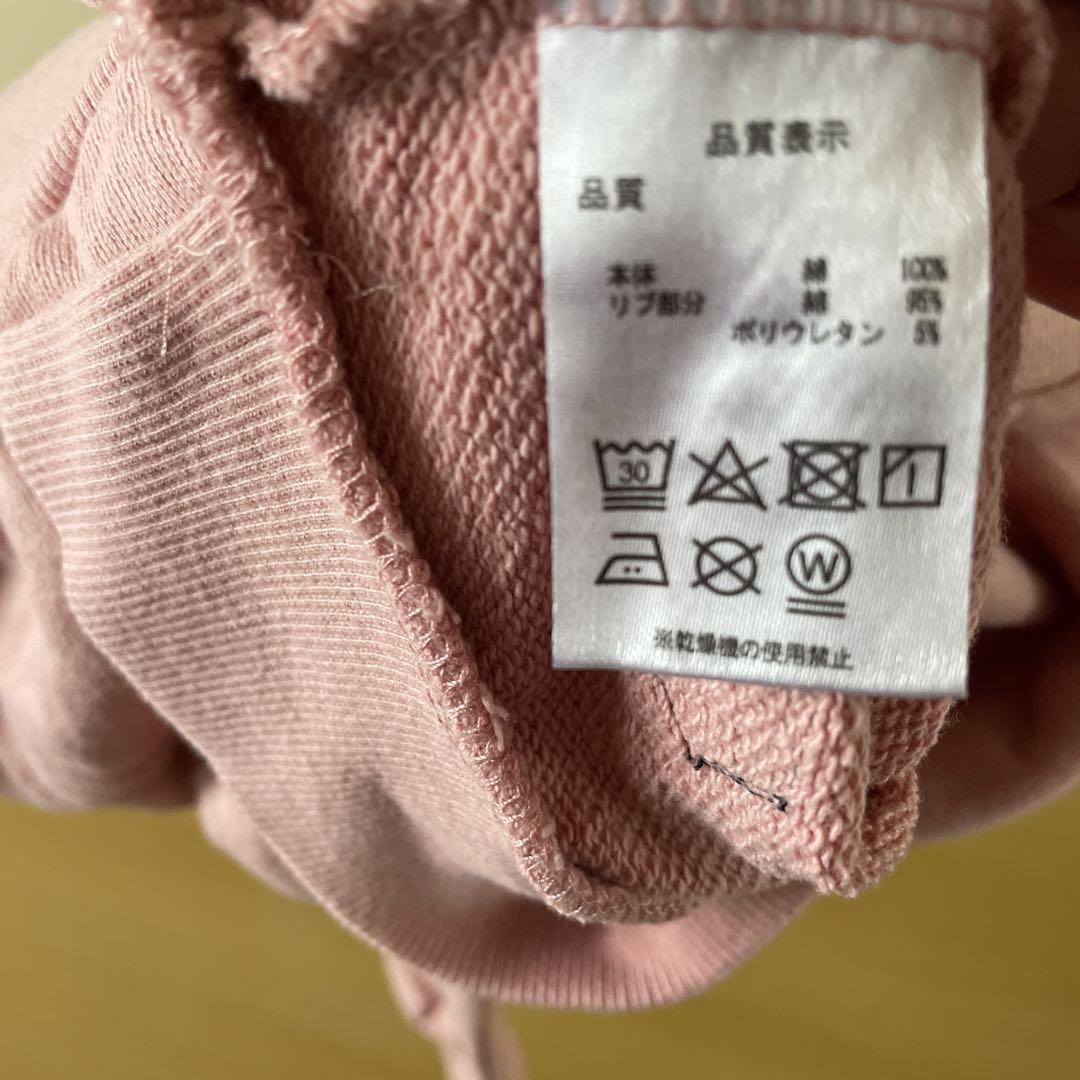 品質表示
品質
本体 綿 100%
リブ部分 綿 95%
ポリウレタン 5%
30
W
※乾燥機の使用禁止